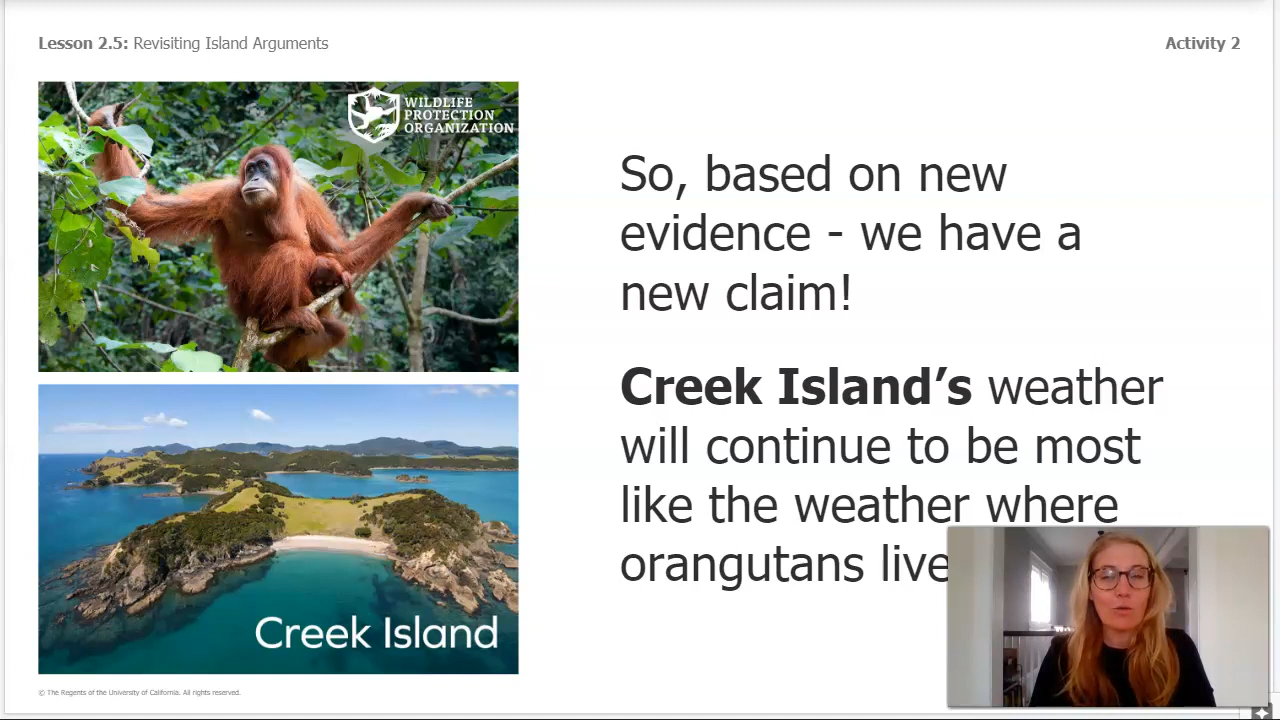 Lesson 2.5: Revisiting Island Arguments
Activity 2
WILDLIFE
PROTECTION
ORGANIZATION
So, based on new
evidence - we have a
new claim!
Creek Island’s weather
will continue to be most
like the weather where
orangutans live
Creek Island
© The Regents of the University of California. All rights reserved.